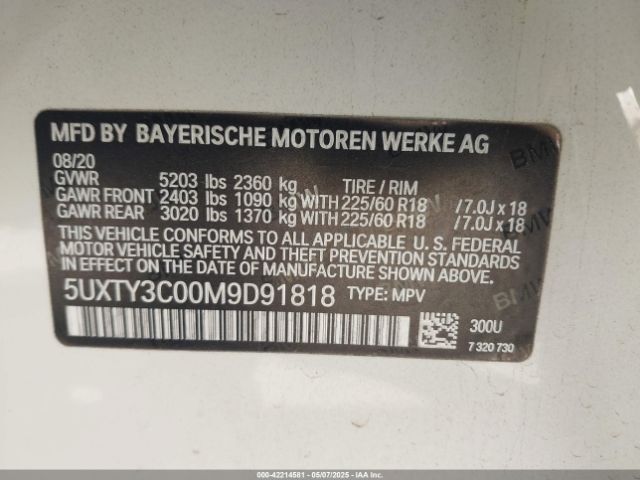 MFD BY BAYERISCHE MOTOREN WERKE AG
08/20
GVWR 5203 lbs 2360 kg TIRE / RIM
GAWR FRONT 2403 lbs 1090 kg WITH 225/60 R18 / 7.0J x 18
GAWR REAR 3020 lbs 1370 kg WITH 225/60 R18 / 7.0J x 18
THIS VEHICLE CONFORMS TO ALL APPLICABLE U. S. FEDERAL
MOTOR VEHICLE SAFETY AND THEFT PREVENTION STANDARDS
IN EFFECT ON THE DATE OF MANUFACTURE SHOWN ABOVE.
5UXTY3C00M9D91818 TYPE: MPV
300U
7 320 730
000-42214581 - 05/07/2025 - IAAI.COM